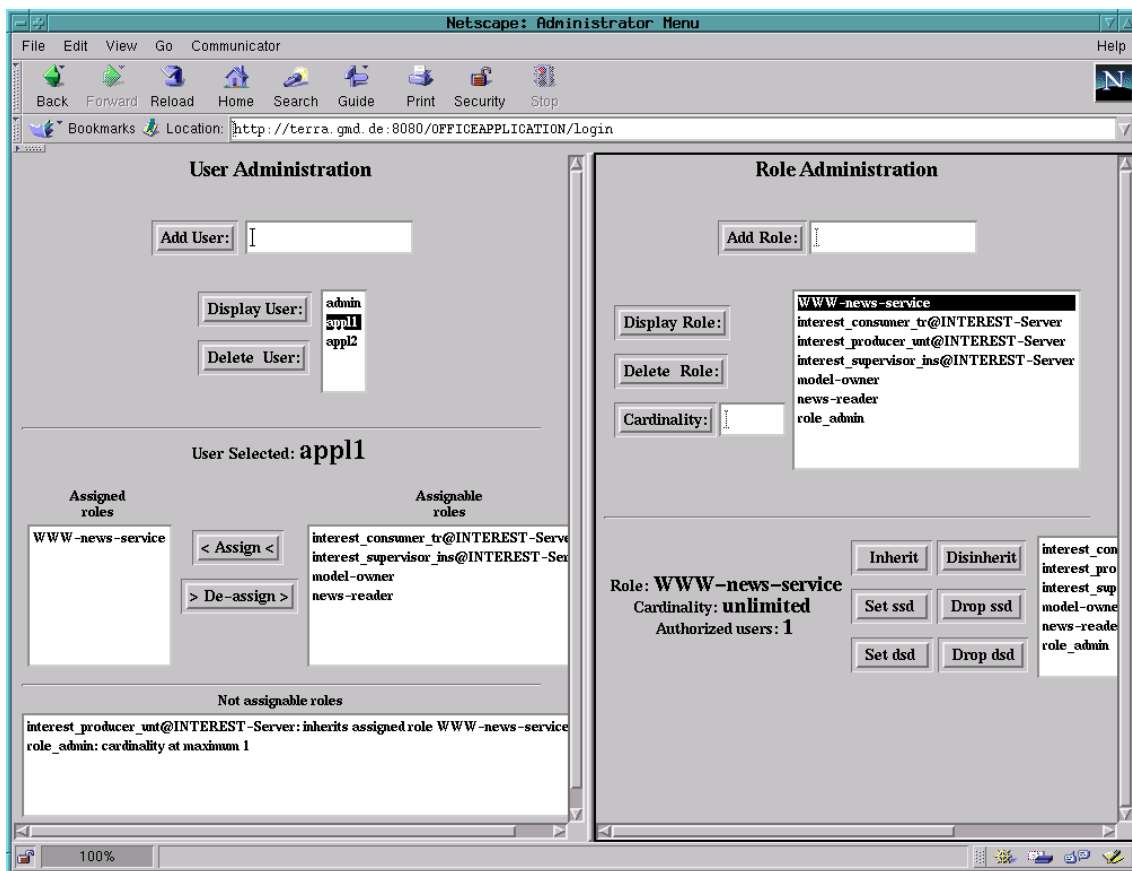 Netscape: Administrator Menu
File Edit View Go Communicator Help
Back Forward Reload Home Search Guide Print Security Stop
N
Bookmarks Location: http://terra.gmd.de:8080/OFFICEAPPLICATION/login
User Administration
Add User:
Display User:
Delete User:
admin
appl1
appl2
User Selected: appl1
Assigned
roles
WWW-news-service
< Assign <
> De-assign >
Assignable
roles
interest_consumer_tr@INTEREST-Serve
interest_supervisor_ins@INTEREST-Ser
model-owner
news-reader
Not assignable roles
interest_producer_unt@INTEREST-Server: inherits assigned role WWW-news-service
role_admin: cardinality at maximum 1
Role Administration
Add Role:
Display Role:
Delete Role:
Cardinality:
WWW-news-service
interest_consumer_tr@INTEREST-Server
interest_producer_unt@INTEREST-Server
interest_supervisor_ins@INTEREST-Server
model-owner
news-reader
role_admin
Role: WWW-news-service
Cardinality: unlimited
Authorized users: 1
Inherit Disinherit
Set ssd Drop ssd
Set dsd Drop dsd
interest_con
interest_pro
interest_sup
model-owne
news-reade
role_admin
100%